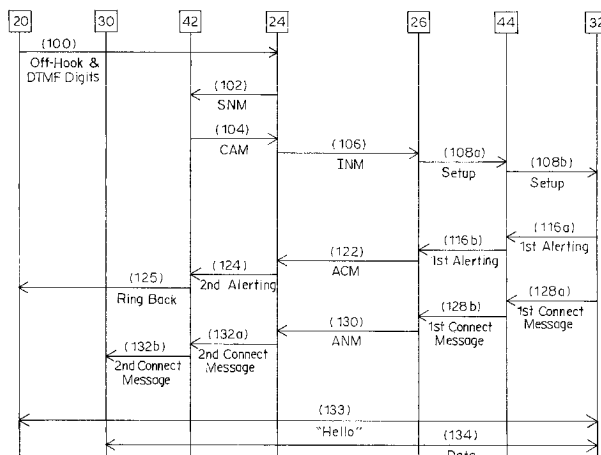 20 30 42 24 26 44 32
(100)
Off-Hook &
DTMF Digits
(102)
SNM
(104)
CAM
(106)
INM
(108a)
Setup
(108b)
Setup
(116a)
1st Alerting
(116b)
1st Alerting
(122)
ACM
(124)
2nd Alerting
(125)
Ring Back
(128a)
1st Connect
Message
(128b)
1st Connect
Message
(130)
ANM
(132a)
2nd Connect
Message
(132b)
2nd Connect
Message
(133)
"Hello"
(134)
Data